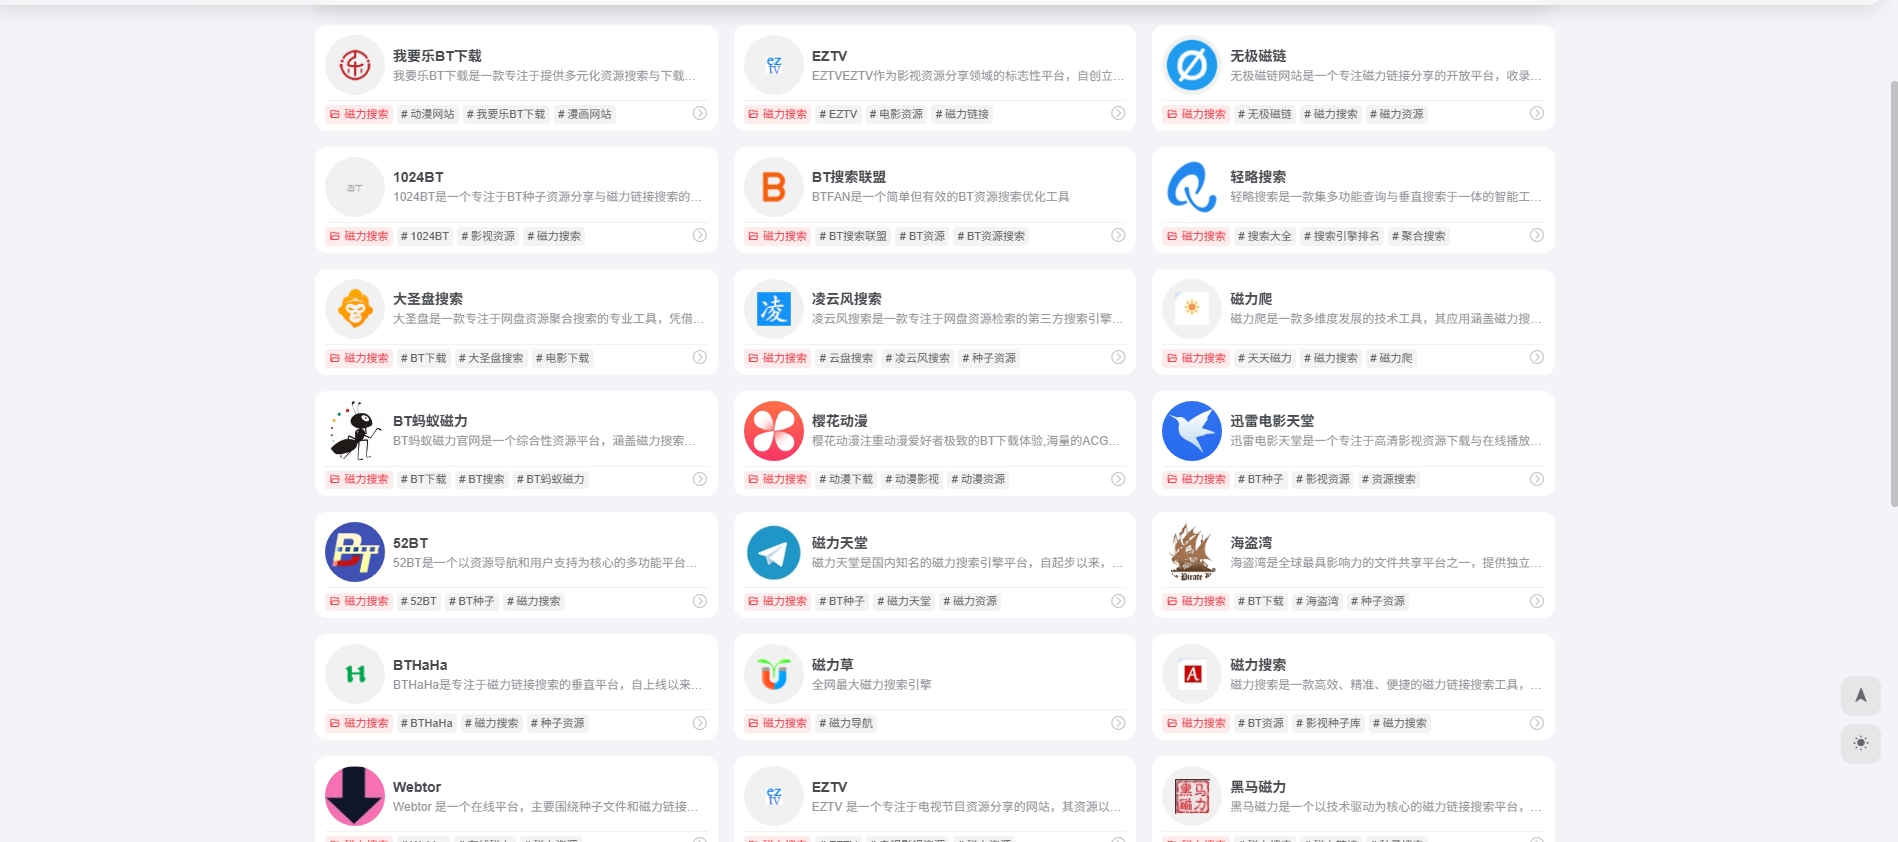 我要乐BT下载
我要乐BT下载是一款专注于提供多元化资源搜索与下载...
磁力搜索 # 动漫网站 # 我要乐BT下载 # 漫画网站
ez
tv
EZTV
EZTVEZTV作为影视资源分享领域的标志性平台，自创立...
磁力搜索 # EZTV # 电影资源 # 磁力链接
无极磁链
无极磁链网站是一个专注磁力链接分享的开放平台，收录...
磁力搜索 # 无极磁链 # 磁力搜索 # 磁力资源
BT
1024BT
1024BT是一个专注于BT种子资源分享与磁力链接搜索的...
磁力搜索 # 1024BT # 影视资源 # 磁力搜索
B
BT搜索联盟
BTFAN是一个简单但有效的BT资源搜索优化工具
磁力搜索 # BT搜索联盟 # BT资源 # BT资源搜索
轻略搜索
轻略搜索是一款集多功能查询与垂直搜索于一体的智能工...
磁力搜索 # 搜索大全 # 搜索引擎排名 # 聚合搜索
大圣盘搜索
大圣盘是一款专注于网盘资源聚合搜索的专业工具，凭借...
磁力搜索 # BT下载 # 大圣盘搜索 # 电影下载
凌
凌云风搜索
凌云风搜索是一款专注于网盘资源检索的第三方搜索引擎...
磁力搜索 # 云盘搜索 # 凌云风搜索 # 种子资源
磁力爬
磁力爬是一款多维度发展的技术工具，其应用涵盖磁力搜...
磁力搜索 # 天天磁力 # 磁力搜索 # 磁力爬
BT蚂蚁磁力
BT蚂蚁磁力官网是一个综合性资源平台，涵盖磁力搜索...
磁力搜索 # BT下载 # BT搜索 # BT蚂蚁磁力
樱花动漫
樱花动漫注重动漫爱好者极致的BT下载体验,海量的ACG...
磁力搜索 # 动漫下载 # 动漫影视 # 动漫资源
迅雷电影天堂
迅雷电影天堂是一个专注于高清影视资源下载与在线播放...
磁力搜索 # BT种子 # 影视资源 # 资源搜索
BT
52BT
52BT是一个以资源导航和用户支持为核心的多功能平台...
磁力搜索 # 52BT # BT种子 # 磁力搜索
磁力天堂
磁力天堂是国内知名的磁力搜索引擎平台，自起步以来，...
磁力搜索 # BT种子 # 磁力天堂 # 磁力资源
Pirate
海盗湾
海盗湾是全球最具影响力的文件共享平台之一，提供独立...
磁力搜索 # BT下载 # 海盗湾 # 种子资源
H
BTHaHa
BTHaHa是专注于磁力链接搜索的垂直平台，自上线以来...
磁力搜索 # BTHaHa # 磁力搜索 # 种子资源
磁力草
全网最大磁力搜索引擎
磁力搜索 # 磁力导航
A
磁力搜索
磁力搜索是一款高效、精准、便捷的磁力链接搜索工具，...
磁力搜索 # BT资源 # 影视种子库 # 磁力搜索
Webtor
Webtor 是一个在线平台，主要围绕种子文件和磁力链接...
ez
tv
EZTV
EZTV 是一个专注于电视节目资源分享的网站，其资源以...
黑马
磁力
黑马磁力
黑马磁力是一个以技术驱动为核心的磁力链接搜索平台，...